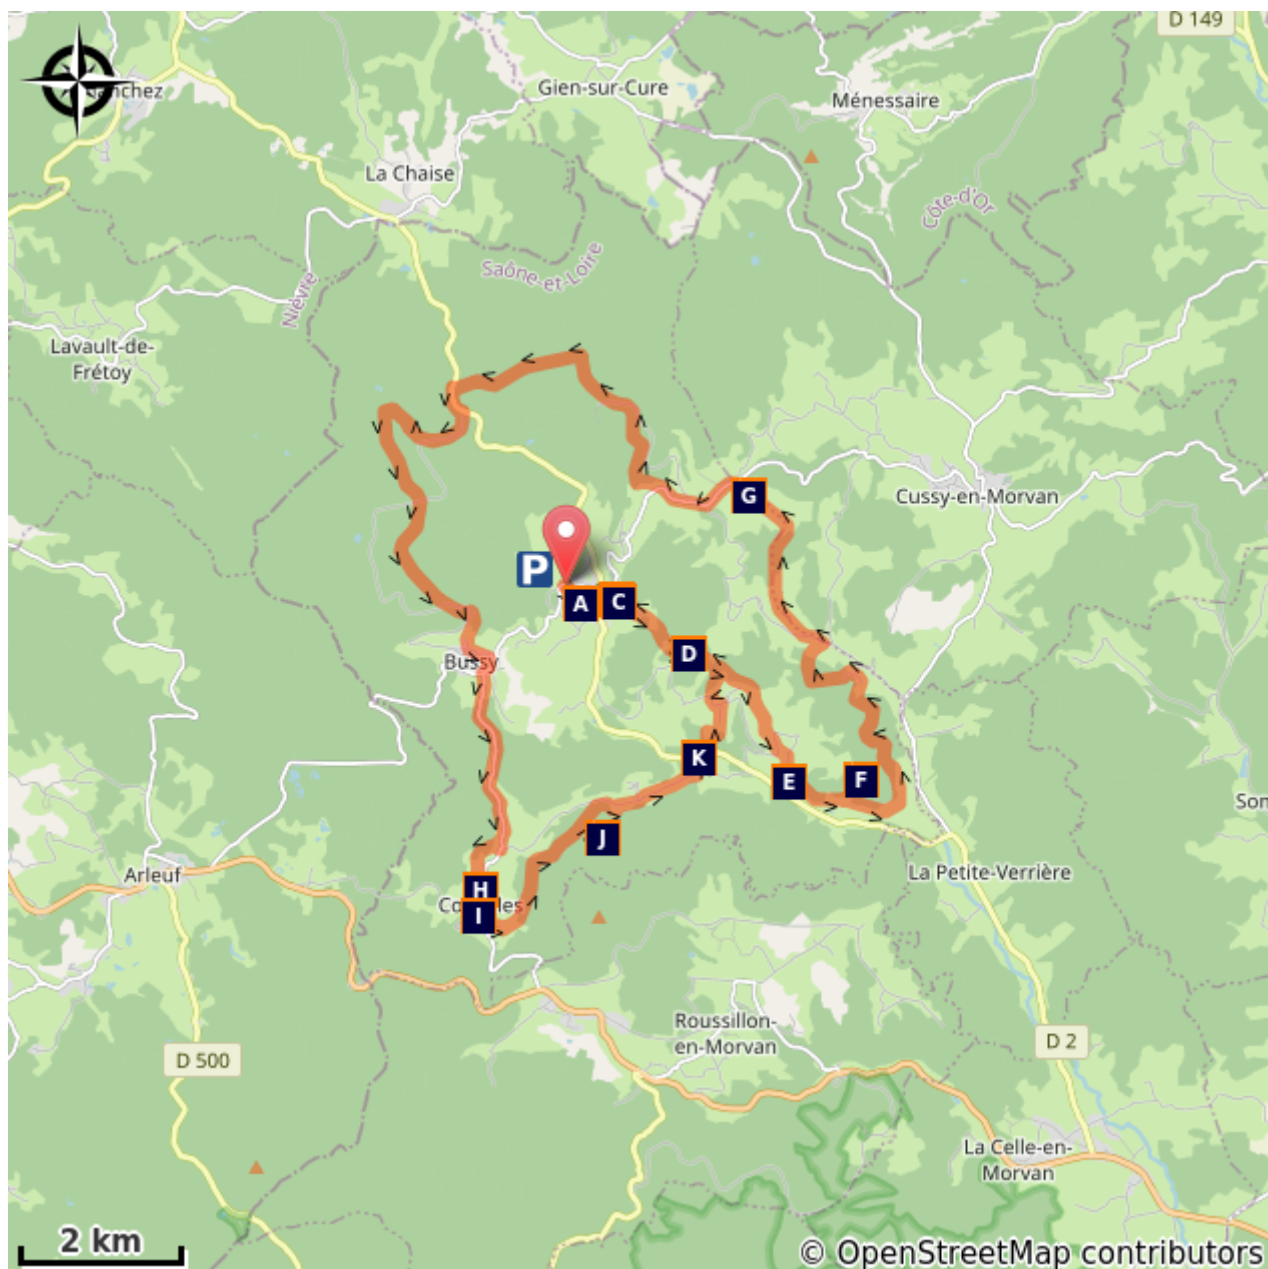 D 149
Gien-sur-Cure
Ménessaire
La Chaise
Côte-d'Or
Saône-et-Loire
Nièvre
Lavault-de-
Frétoy
G
Cussy-en-Morvan
P
A
C
D
Bussy
K
E
F
J
La Petite-Verrière
Arleuf
H
I
Roussillon-
en-Morvan
D 2
D 500
La Celle-en-
Morvan
2 km
© OpenStreetMap contributors